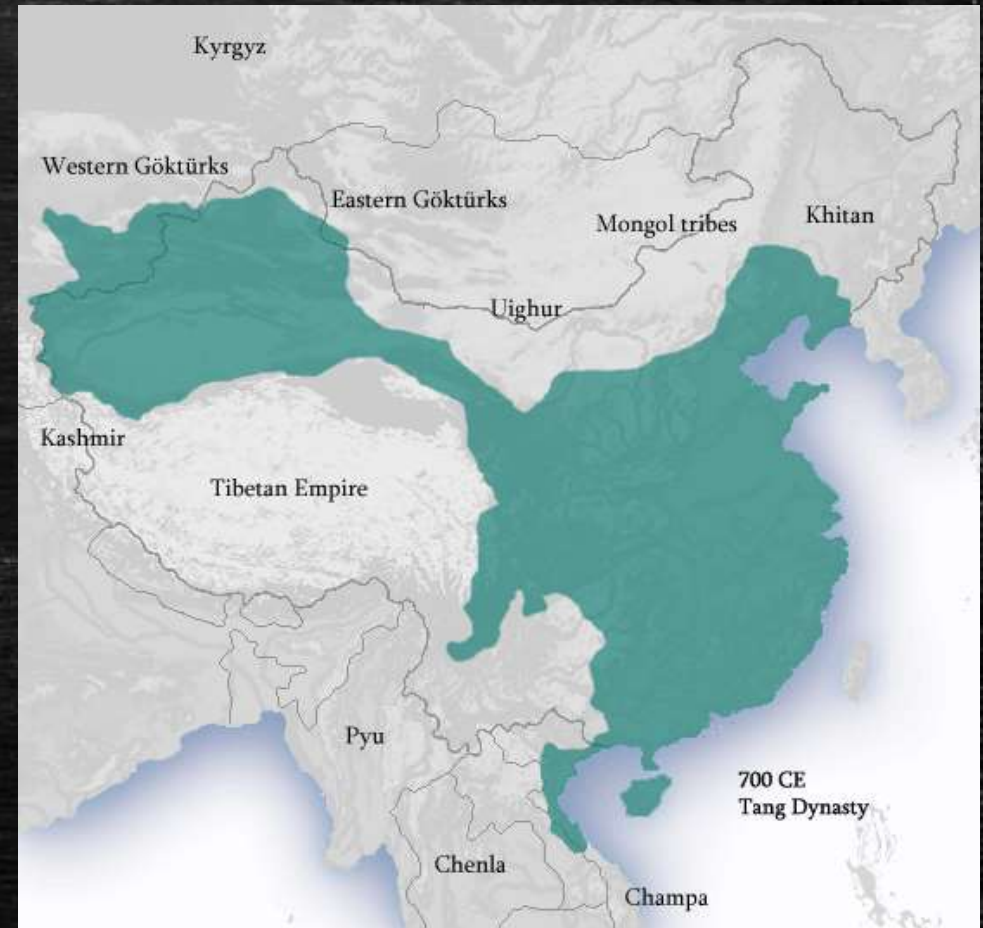 Kyrgyz
Western Göktürks
Eastern Göktürks
Mongol tribes
Khitan
Uighur
Kashmir
Tibetan Empire
Pyu
700 CE
Tang Dynasty
Chenla
Champa